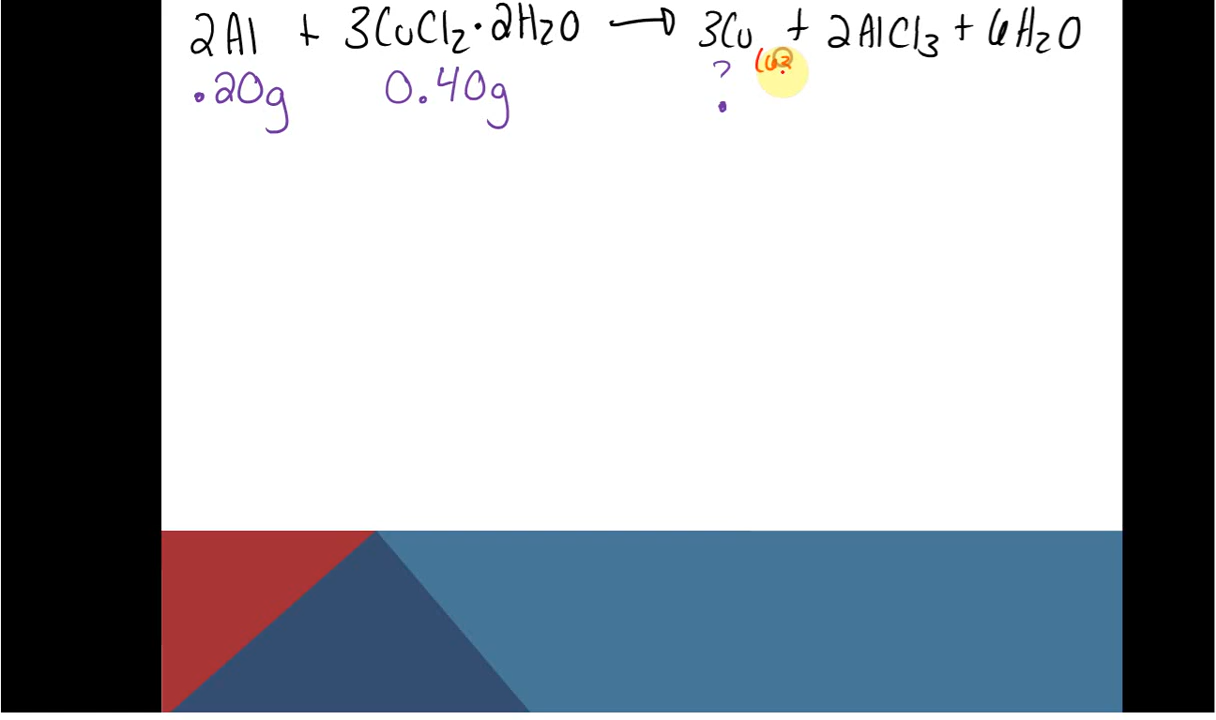 2Al + 3CuCl2·2H2O → 3Cu + 2AlCl3 + 6H2O
.20g 0.40g ?